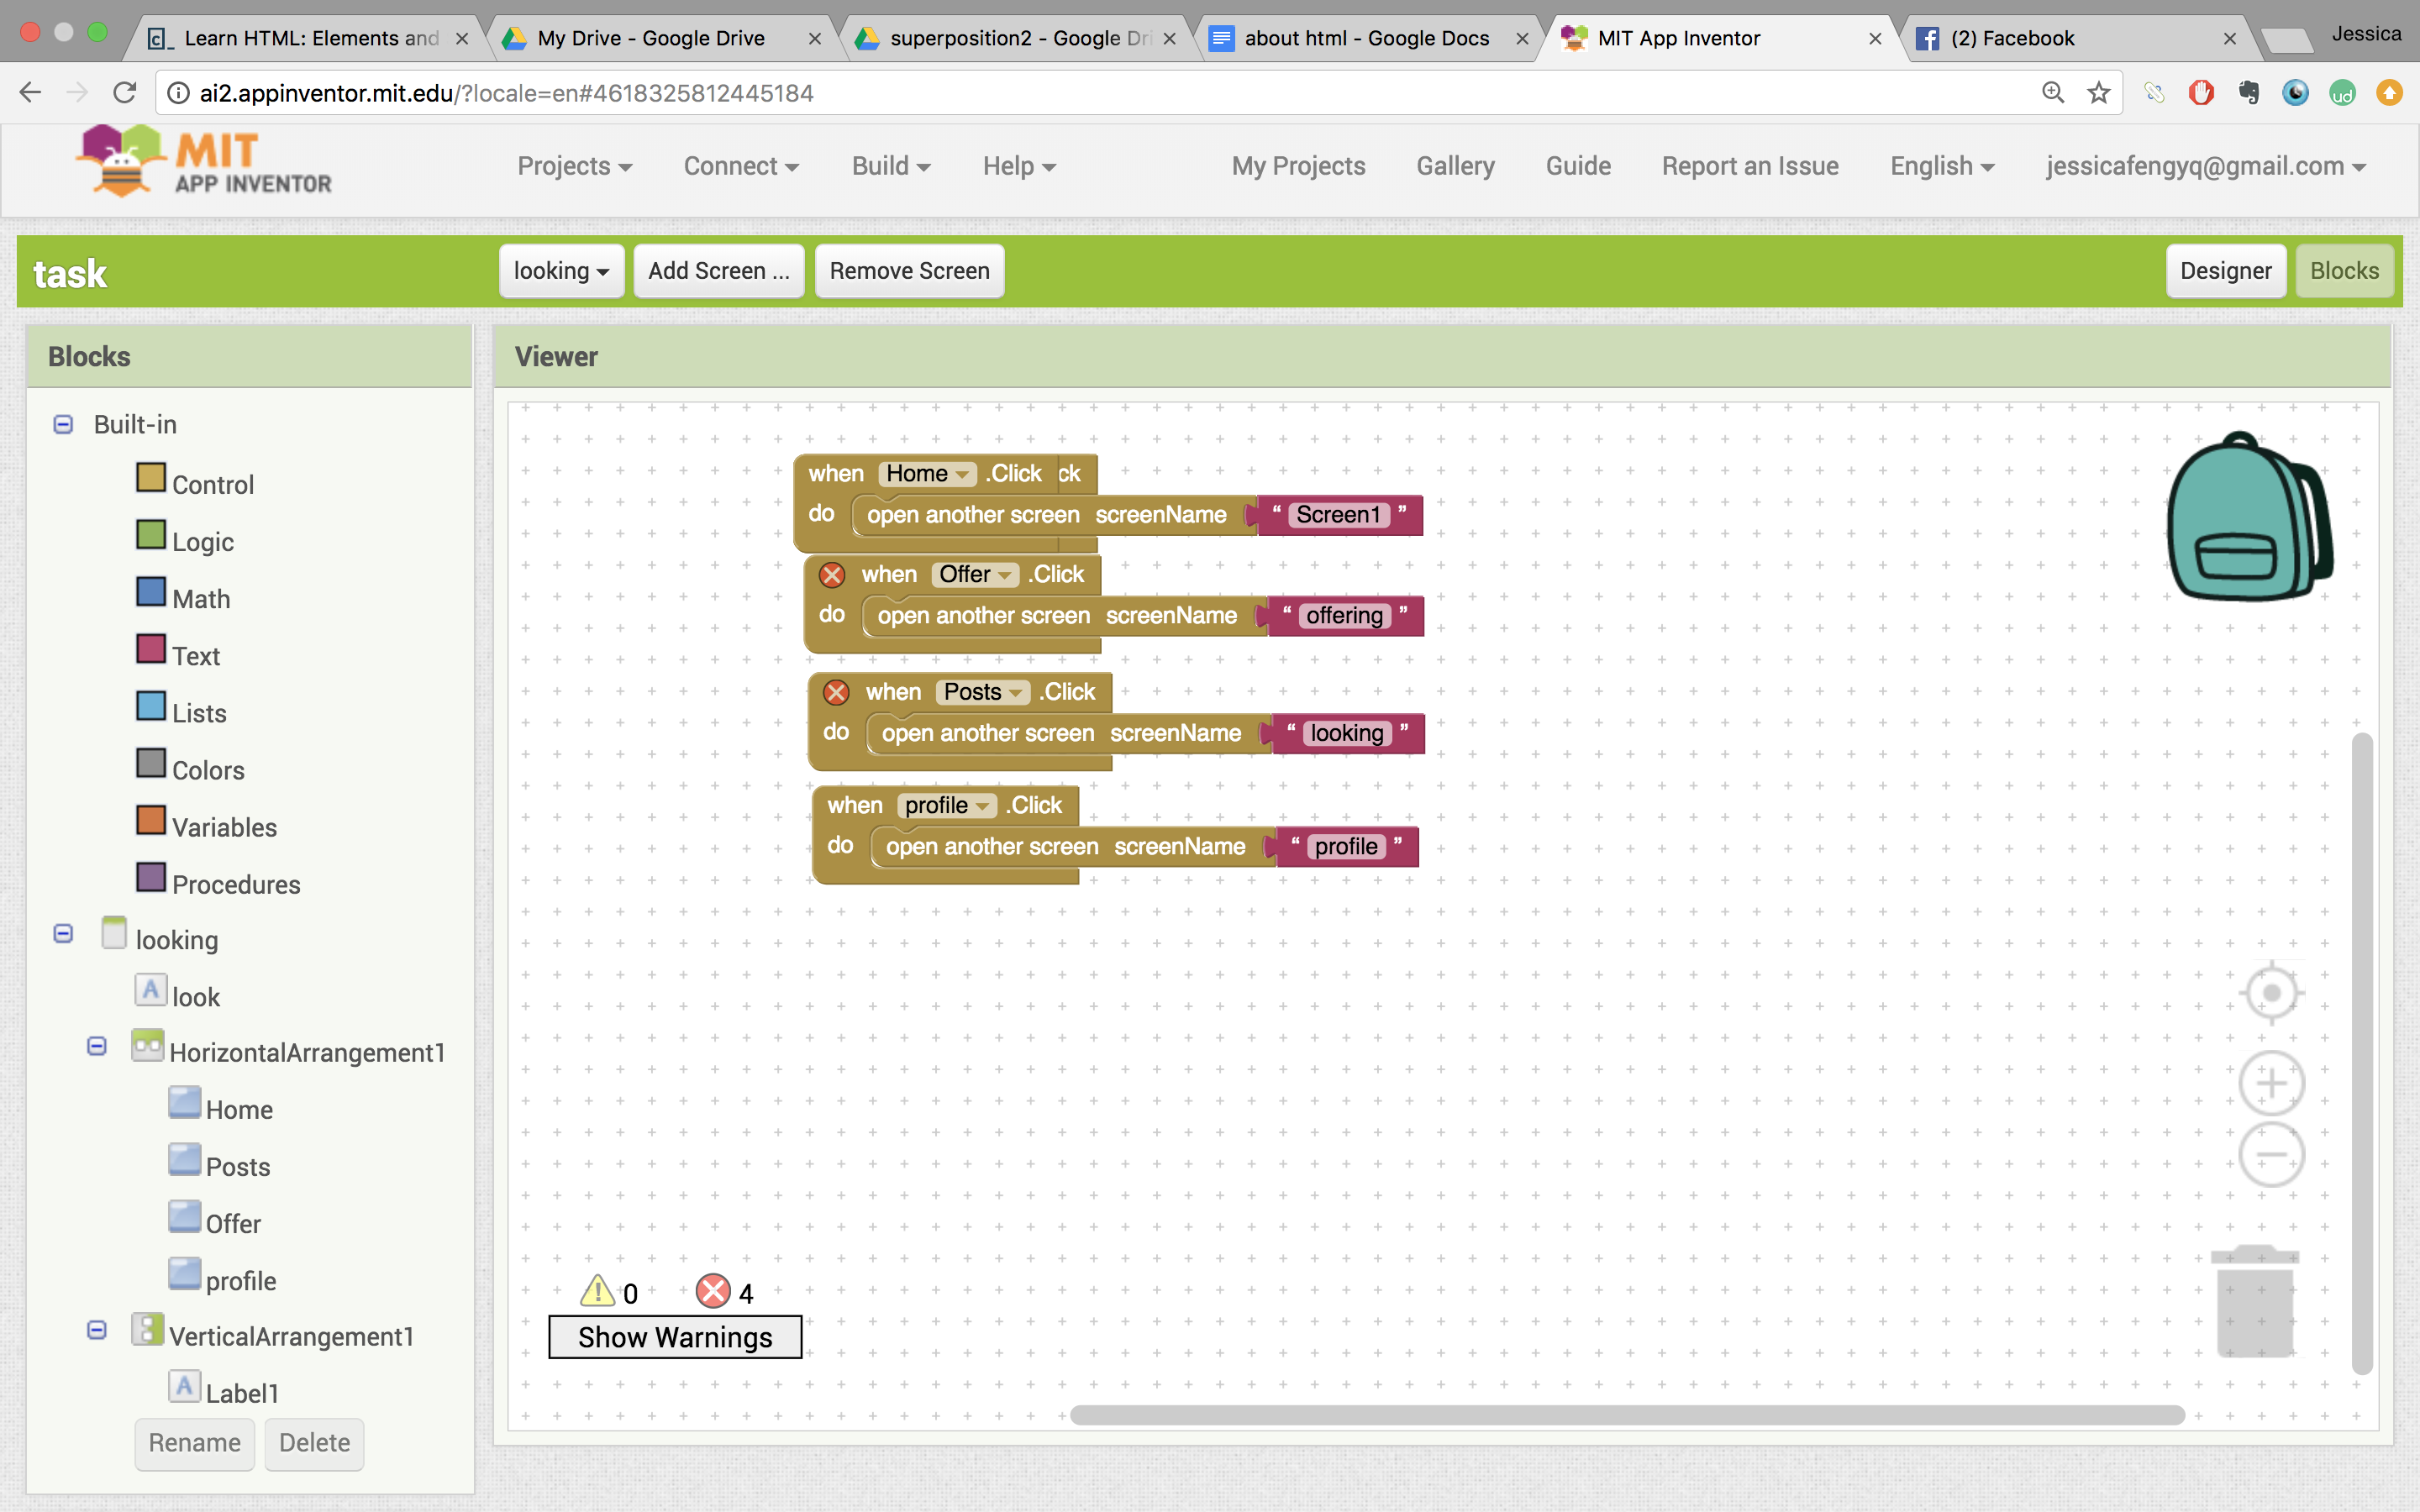 Learn HTML: Elements and
My Drive - Google Drive
superposition2 - Google Dri
about html - Google Docs
MIT App Inventor
(2) Facebook
Jessica
ai2.appinventor.mit.edu/?locale=en#4618325812445184
ud
MIT
APP INVENTOR
Projects
Connect
Build
Help
My Projects
Gallery
Guide
Report an Issue
English
jessicafengyq@gmail.com
task
looking
Add Screen ...
Remove Screen
Designer
Blocks
Blocks
Built-in
Control
Logic
Math
Text
Lists
Colors
Variables
Procedures
looking
A look
HorizontalArrangement1
Home
Posts
Offer
profile
VerticalArrangement1
A Label1
Rename
Delete
Viewer
when Home .Click ck
do open another screen screenName “ Screen1 ”
when Offer .Click
do open another screen screenName “ offering ”
when Posts .Click
do open another screen screenName “ looking ”
when profile .Click
do open another screen screenName “ profile ”
0 4
Show Warnings